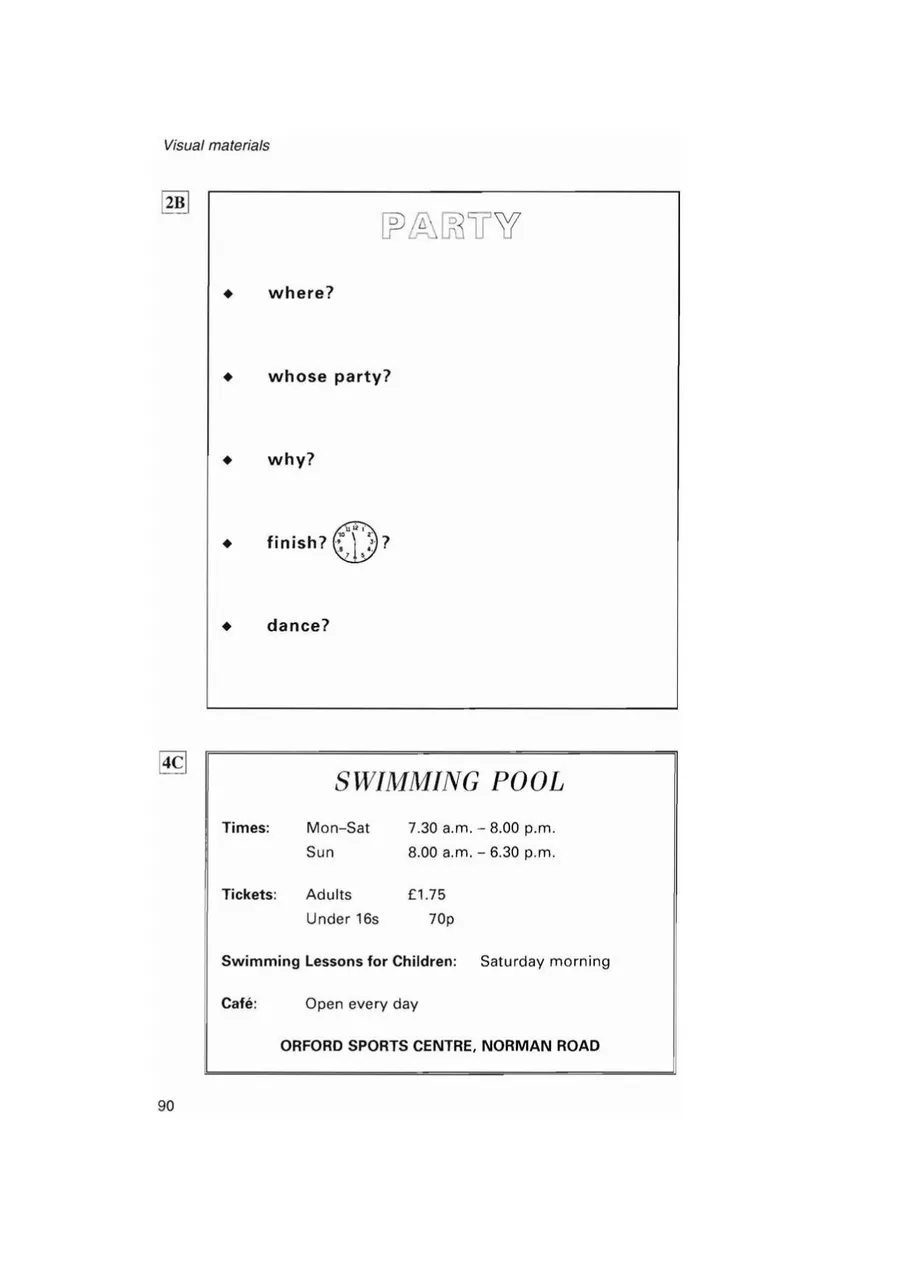 Visual materials
2B
PARTY
◆ where?
◆ whose party?
◆ why?
◆ finish? ?
◆ dance?
4C
SWIMMING POOL
Times: Mon–Sat 7.30 a.m. – 8.00 p.m.
Sun 8.00 a.m. – 6.30 p.m.
Tickets: Adults £1.75
Under 16s 70p
Swimming Lessons for Children: Saturday morning
Café: Open every day
ORFORD SPORTS CENTRE, NORMAN ROAD
90